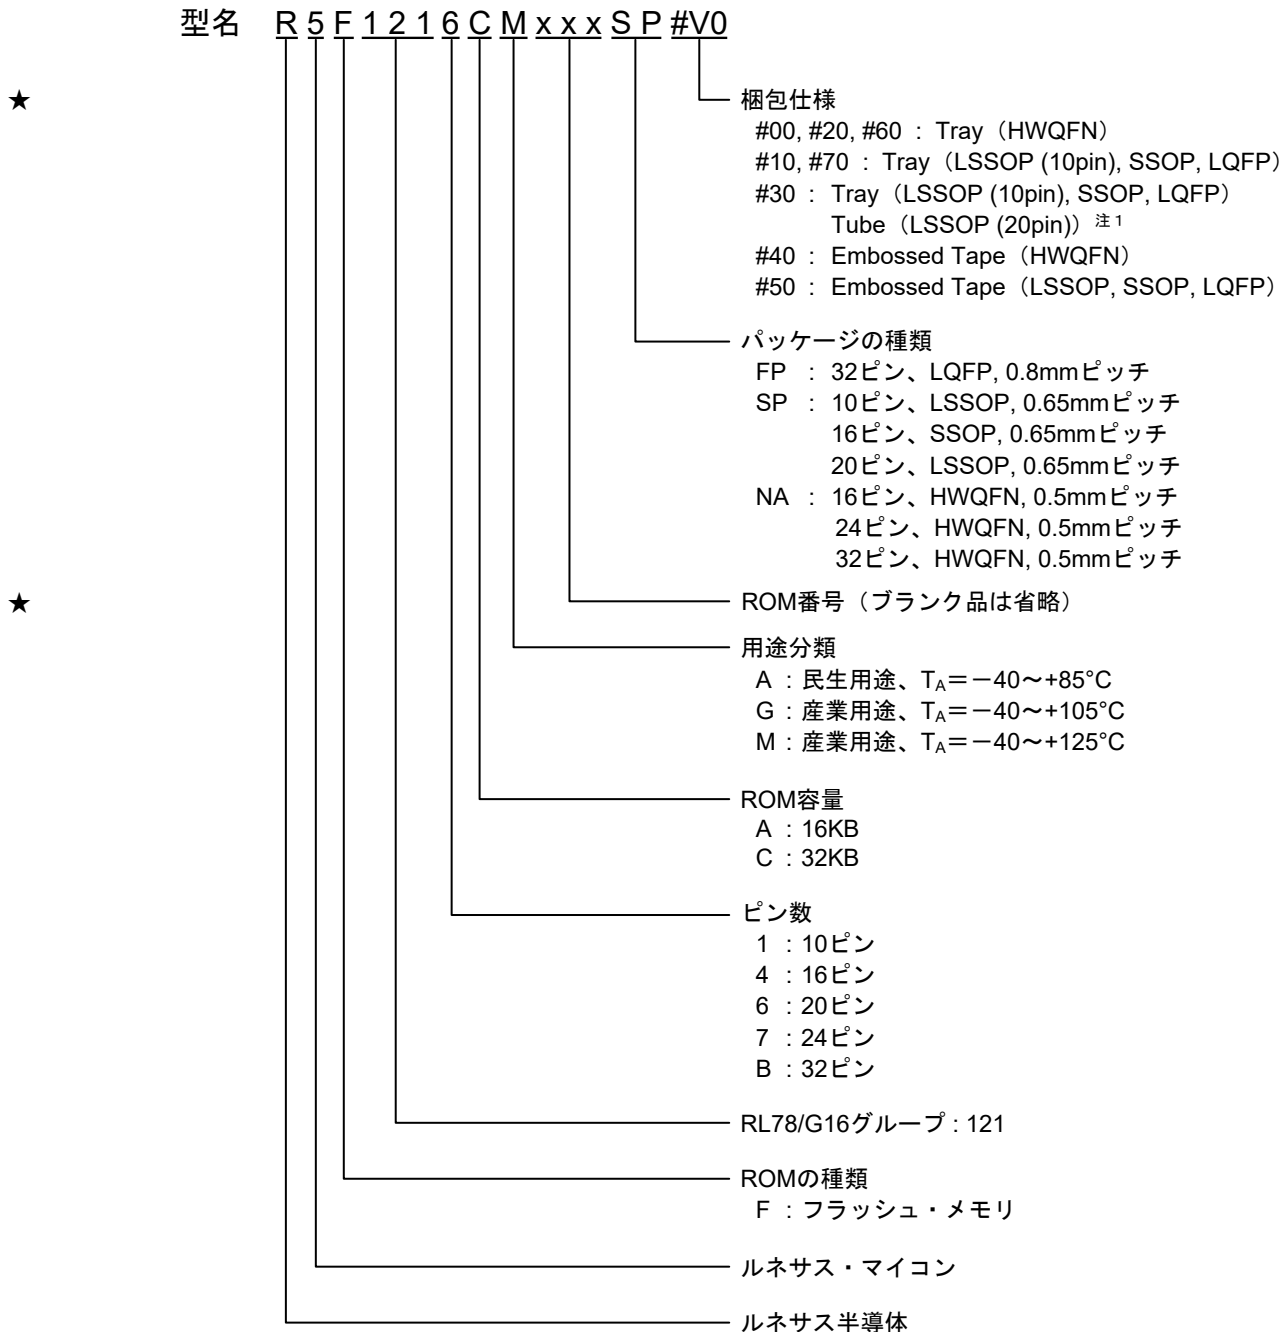 型名 R 5 F 1 2 1 6 C M x x x S P #V0
★
梱包仕様
#00, #20, #60 : Tray（HWQFN）
#10, #70 : Tray（LSSOP (10pin), SSOP, LQFP）
#30 : Tray（LSSOP (10pin), SSOP, LQFP）
Tube（LSSOP (20pin)）注1
#40 : Embossed Tape（HWQFN）
#50 : Embossed Tape（LSSOP, SSOP, LQFP）
パッケージの種類
FP : 32ピン、LQFP, 0.8mmピッチ
SP : 10ピン、LSSOP, 0.65mmピッチ
16ピン、SSOP, 0.65mmピッチ
20ピン、LSSOP, 0.65mmピッチ
NA : 16ピン、HWQFN, 0.5mmピッチ
24ピン、HWQFN, 0.5mmピッチ
32ピン、HWQFN, 0.5mmピッチ
★
ROM番号（ブランク品は省略）
用途分類
A : 民生用途、TA＝－40～+85°C
G : 産業用途、TA＝－40～+105°C
M : 産業用途、TA＝－40～+125°C
ROM容量
A : 16KB
C : 32KB
ピン数
1 : 10ピン
4 : 16ピン
6 : 20ピン
7 : 24ピン
B : 32ピン
RL78/G16グループ : 121
ROMの種類
F : フラッシュ・メモリ
ルネサス・マイコン
ルネサス半導体